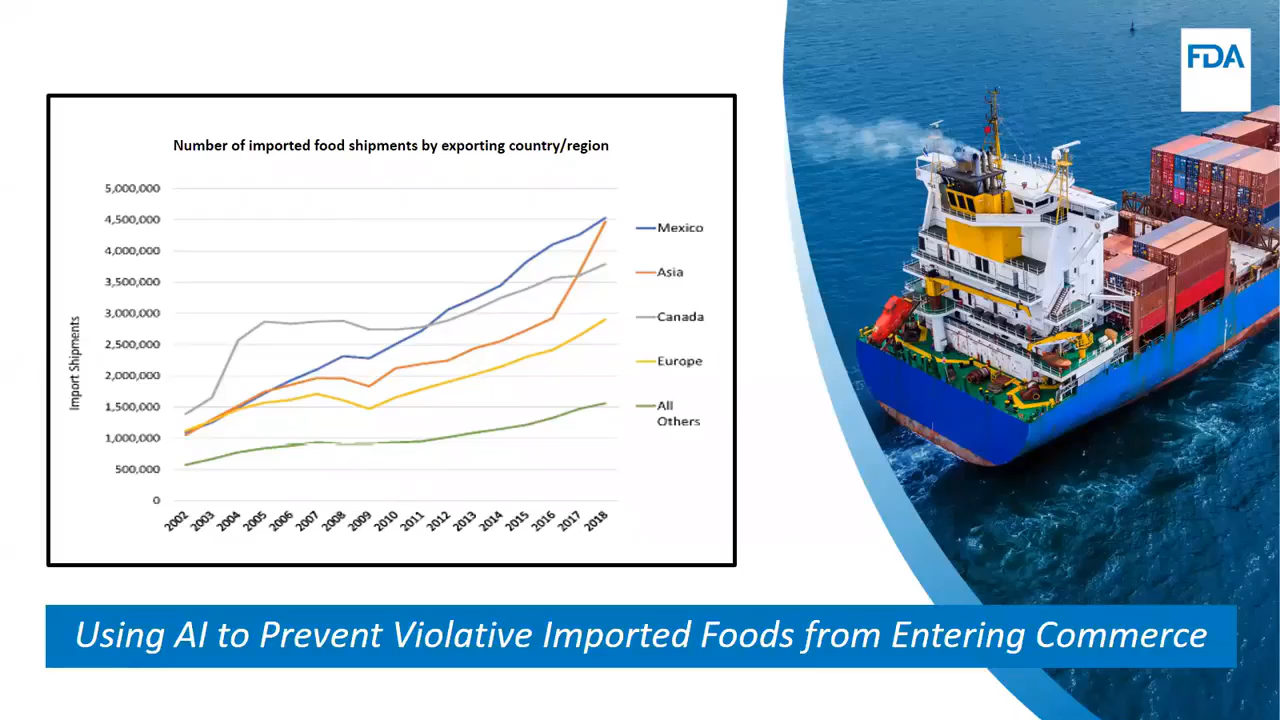 FDA
Number of imported food shipments by exporting country/region
5,000,000
4,500,000
4,000,000
3,500,000
3,000,000
2,500,000
2,000,000
1,500,000
1,000,000
500,000
0
Import Shipments
2002
2003
2004
2005
2006
2007
2008
2009
2010
2011
2012
2013
2014
2015
2016
2017
2018
Mexico
Asia
Canada
Europe
All
Others
Using AI to Prevent Violative Imported Foods from Entering Commerce